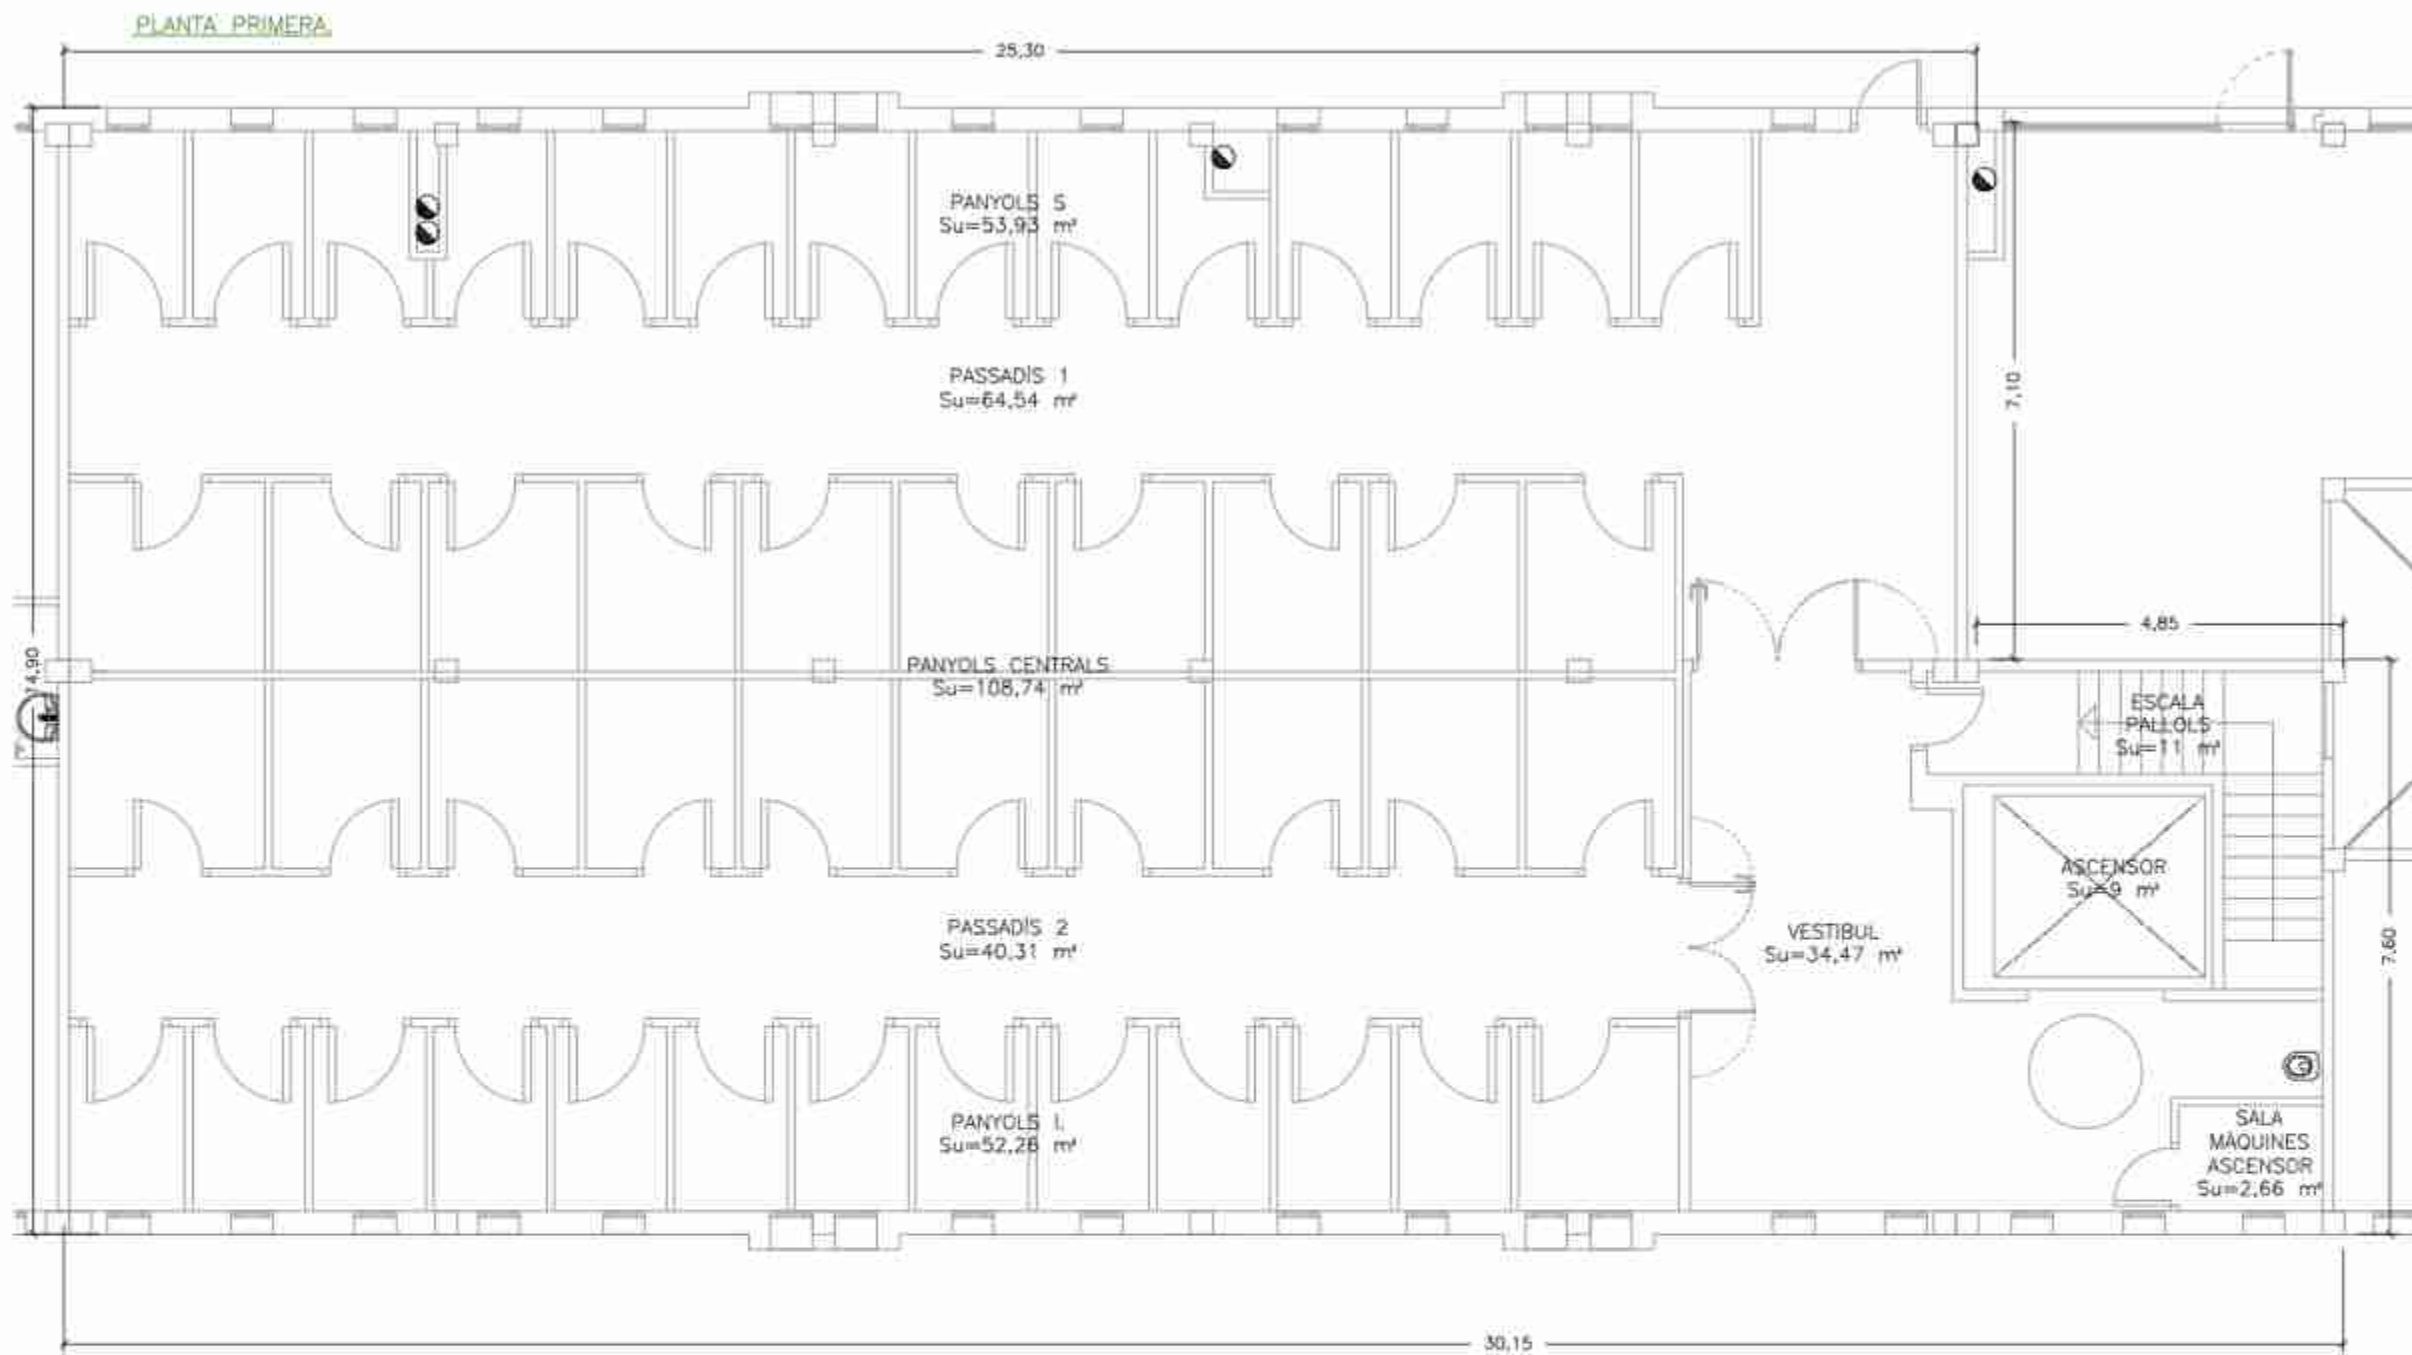 PLANTA PRIMERA
25,30
PANYOLS S
Su=53,93 m²
PASSADÍS 1
Su=64,54 m²
7,10
4,85
14,90
PANYOLS CENTRALS
Su=108,74 m²
ESCALA
PALLOLS
Su=11 m²
ASCENSOR
Su=9 m²
PASSADÍS 2
Su=40,31 m²
VESTIBUL
Su=34,47 m²
7,60
PANYOLS I.
Su=52,26 m²
SALA
MÀQUINES
ASCENSOR
Su=2,66 m²
30,15